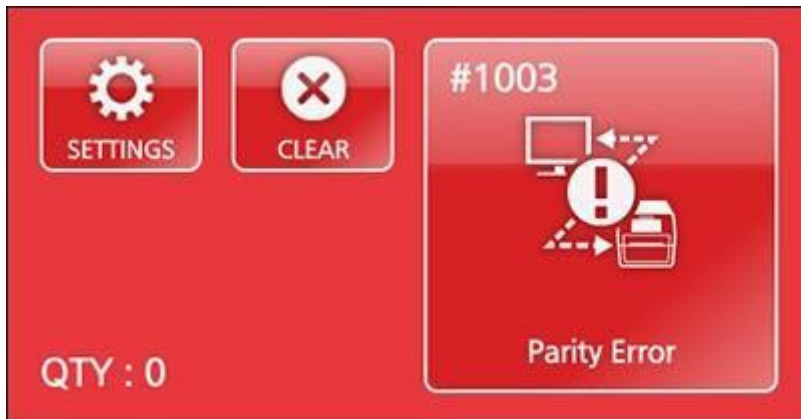 SETTINGS
CLEAR
#1003
Parity Error
QTY : 0